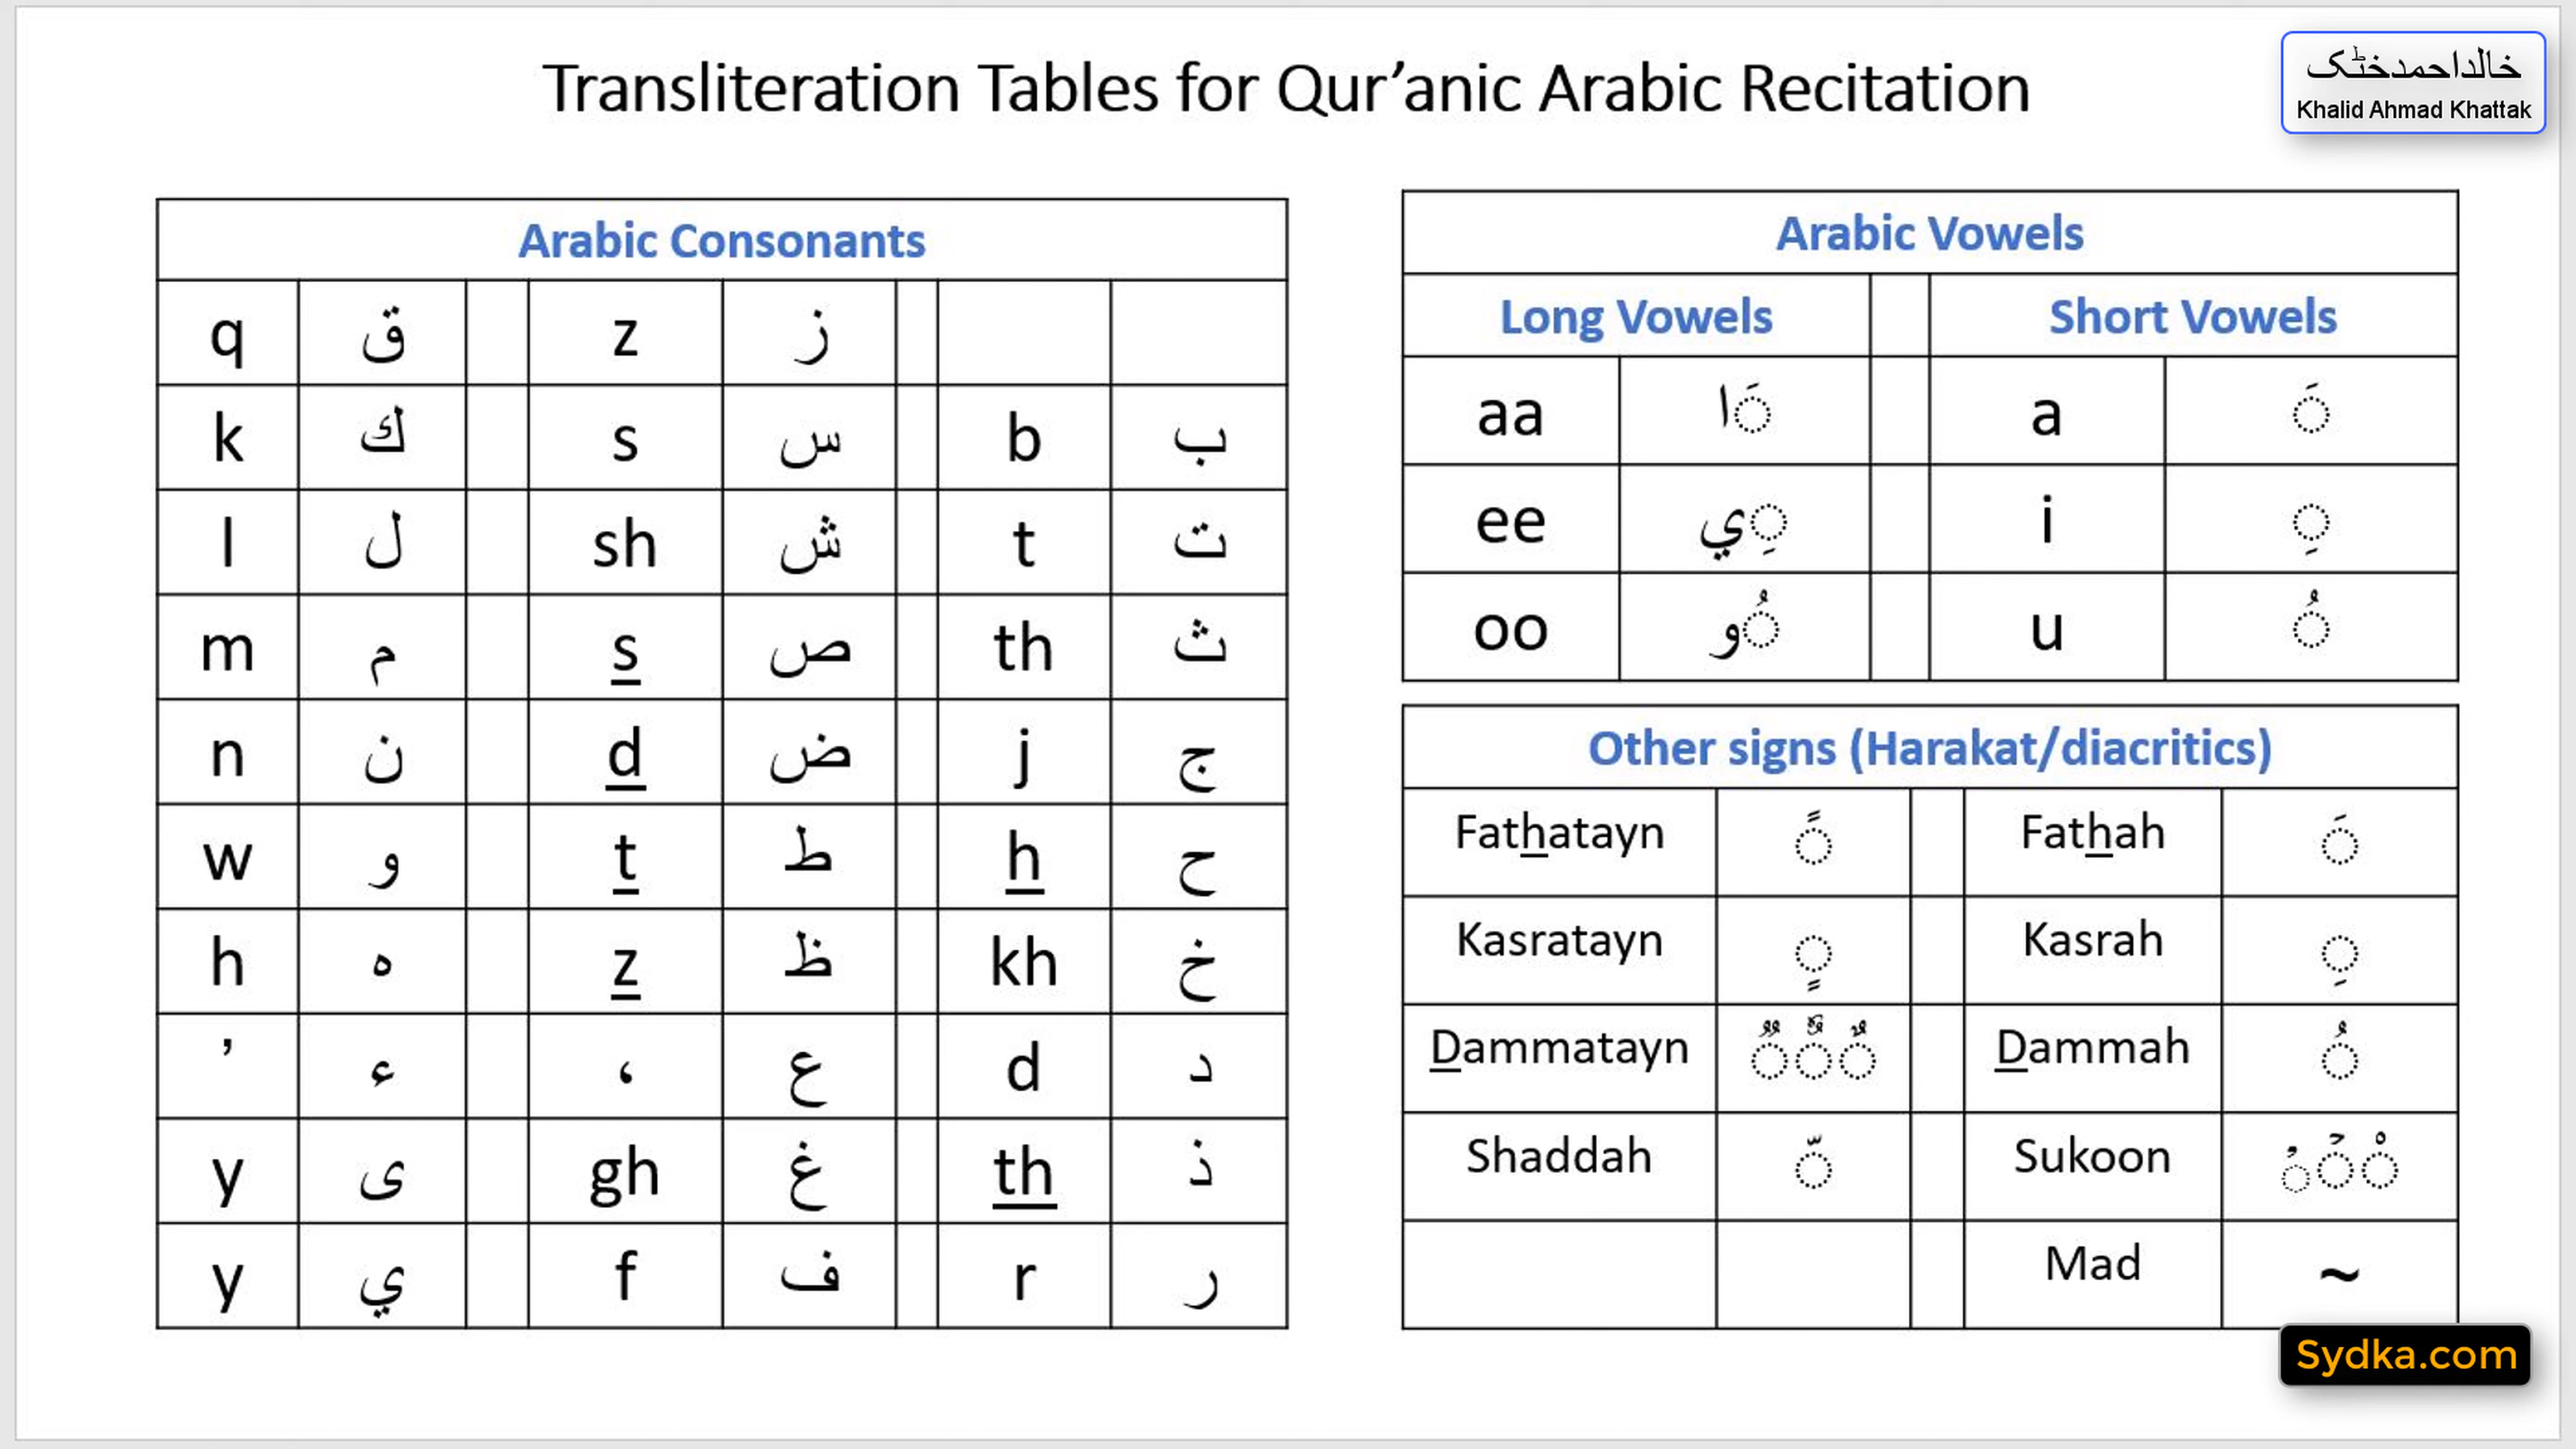 Transliteration Tables for Qur’anic Arabic Recitation
خالداحمدخٹک
Khalid Ahmad Khattak
Arabic Consonants
q ق z ز
k ك s س b ب
l ل sh ش t ت
m م s ص th ث
n ن d ض j ج
w و t ط h ح
h ه z ظ kh خ
’ ء ، ع d د
y ى gh غ th ذ
y ي f ف r ر
Arabic Vowels
Long Vowels Short Vowels
aa ◌َا a ◌َ
ee ◌ِي i ◌ِ
oo ◌ُو u ◌ُ
Other signs (Harakat/diacritics)
Fathatayn ◌ً Fathah ◌َ
Kasratayn ◌ٍ Kasrah ◌ِ
Dammatayn Dammah ◌ُ
Shaddah ◌ّ Sukoon
Mad ~
Sydka.com